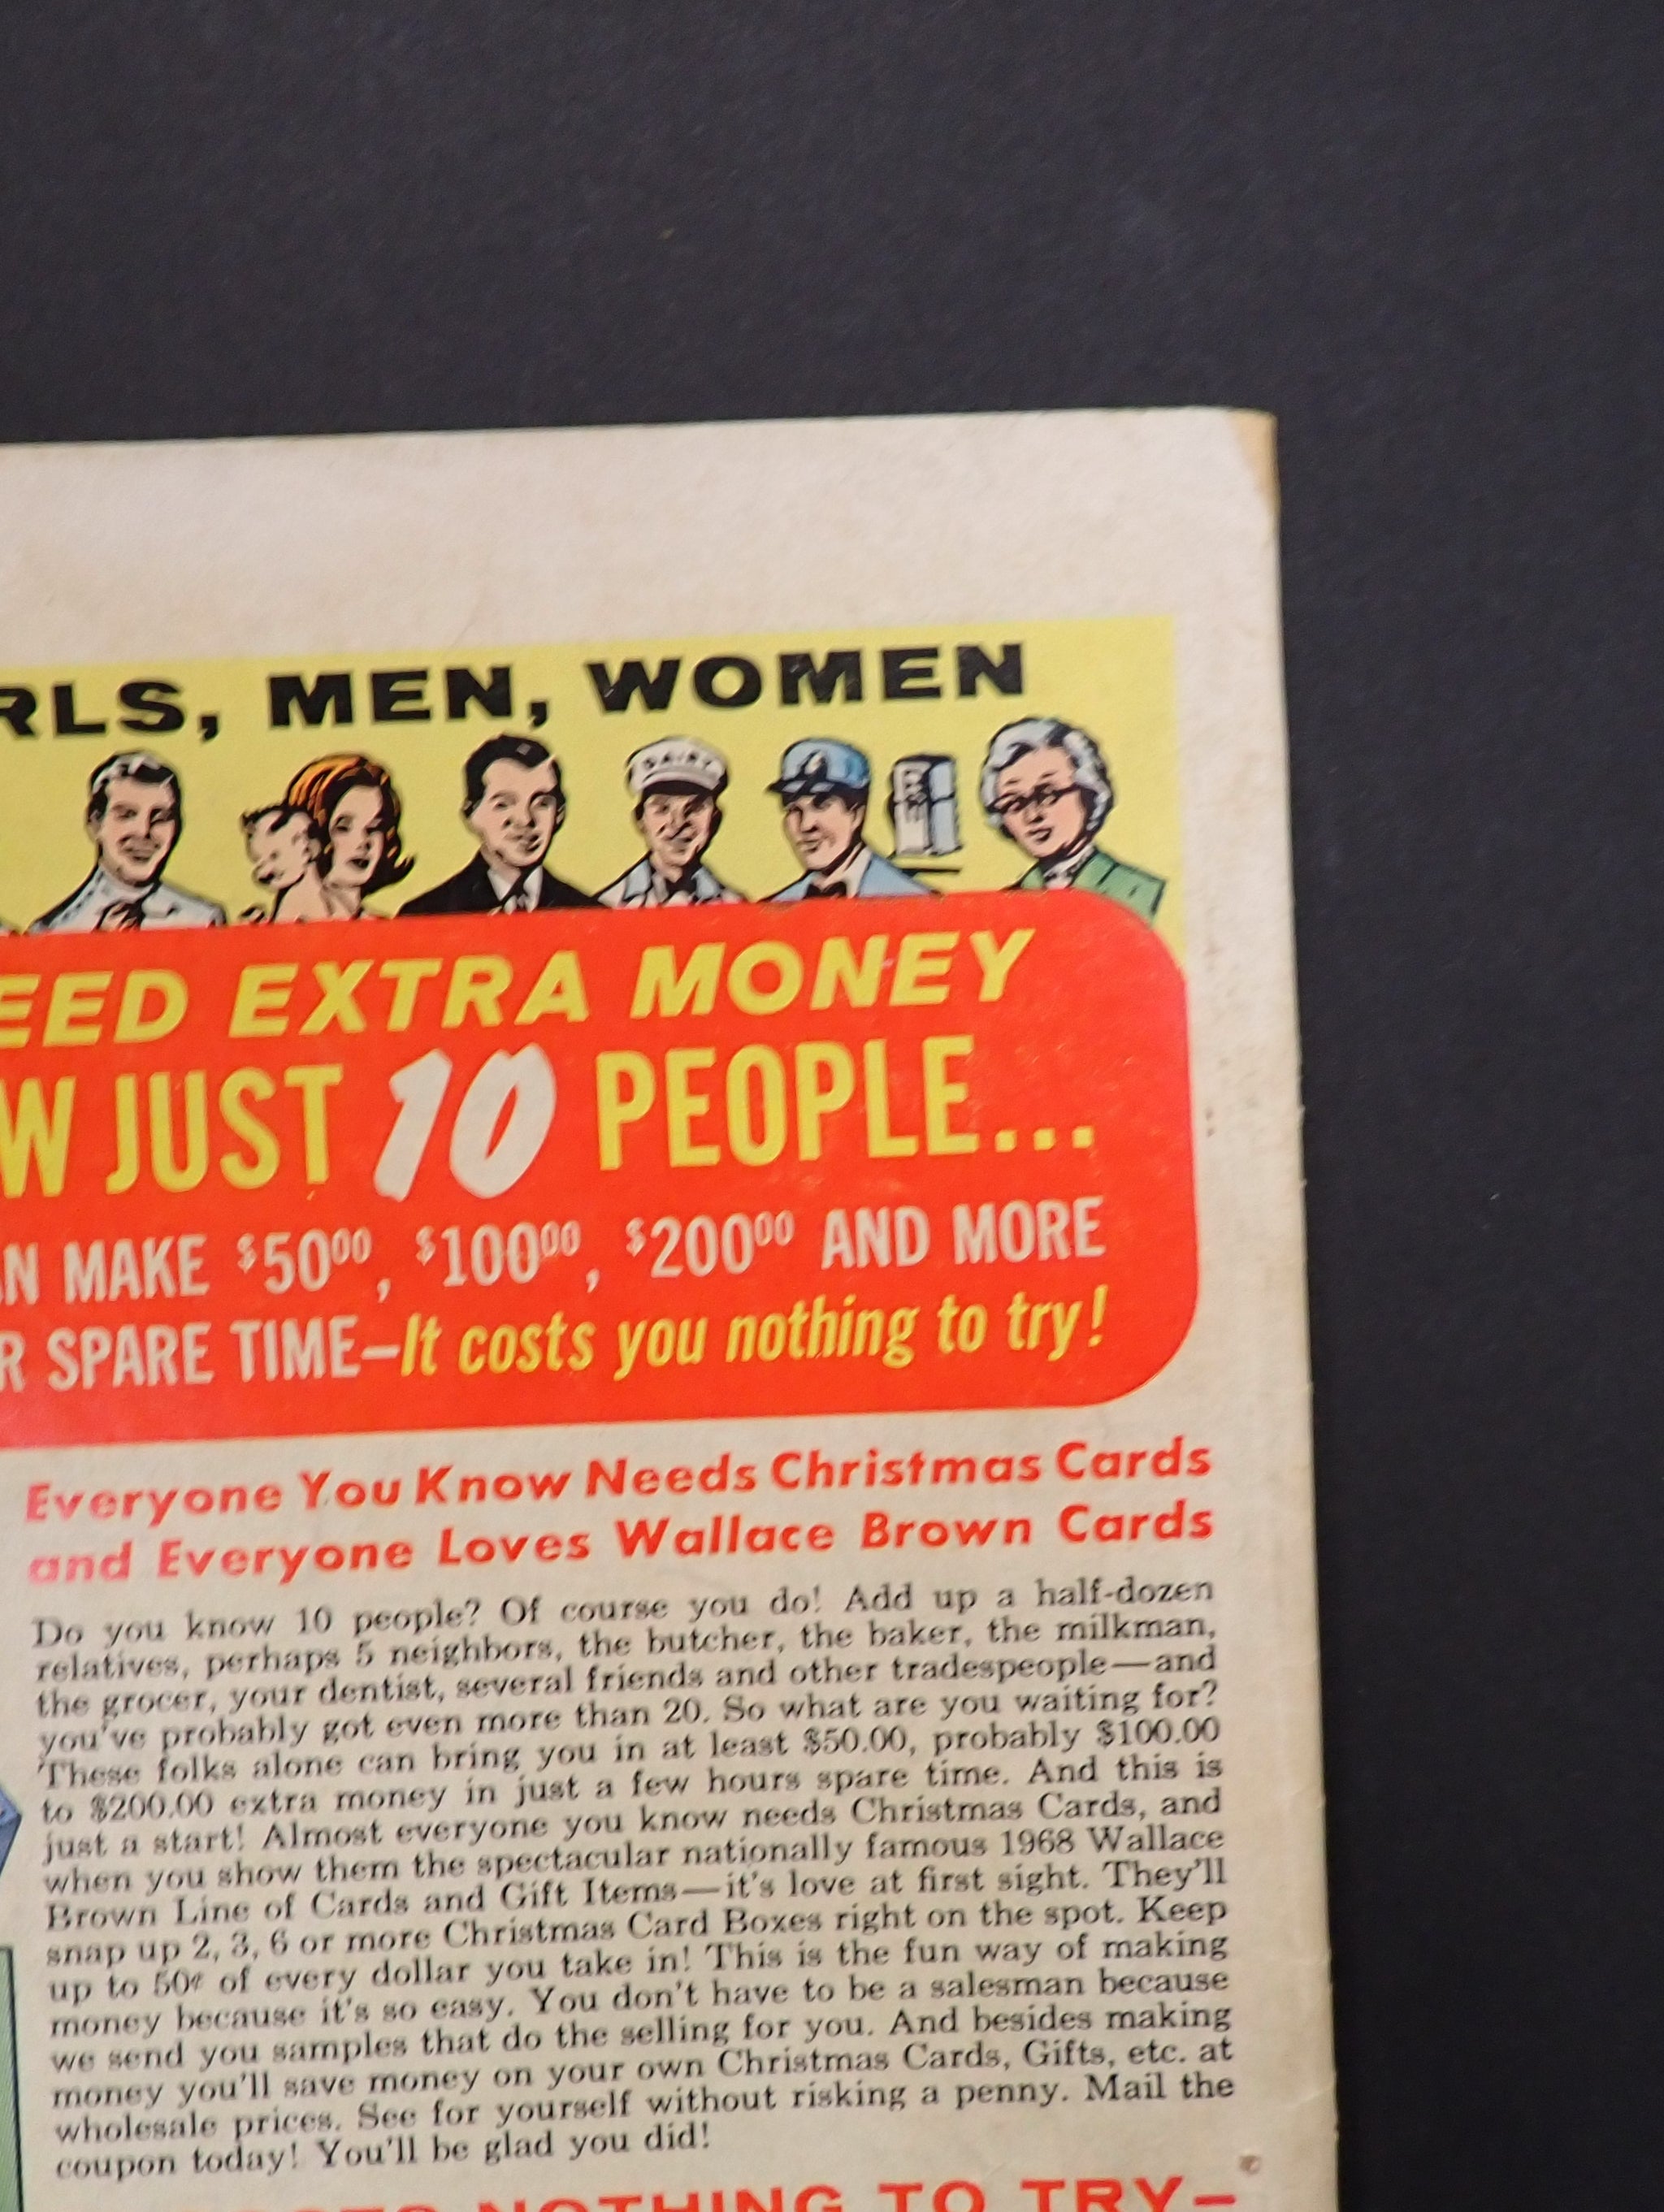 RLS, MEN, WOMEN
DAIRY
EED EXTRA MONEY
W JUST 10 PEOPLE...
AN MAKE $50⁰⁰, $100⁰⁰, $200⁰⁰ AND MORE
R SPARE TIME—It costs you nothing to try!
Everyone You Know Needs Christmas Cards
and Everyone Loves Wallace Brown Cards
Do you know 10 people? Of course you do! Add up a half-dozen
relatives, perhaps 5 neighbors, the butcher, the baker, the milkman,
the grocer, your dentist, several friends and other tradespeople—and
you've probably got even more than 20. So what are you waiting for?
These folks alone can bring you in at least $50.00, probably $100.00
to $200.00 extra money in just a few hours spare time. And this is
just a start! Almost everyone you know needs Christmas Cards, and
when you show them the spectacular nationally famous 1968 Wallace
Brown Line of Cards and Gift Items—it's love at first sight. They'll
snap up 2, 3, 6 or more Christmas Card Boxes right on the spot. Keep
up to 50¢ of every dollar you take in! This is the fun way of making
money because it's so easy. You don't have to be a salesman because
we send you samples that do the selling for you. And besides making
money you'll save money on your own Christmas Cards, Gifts, etc. at
wholesale prices. See for yourself without risking a penny. Mail the
coupon today! You'll be glad you did!
NOTHING TO TRY—